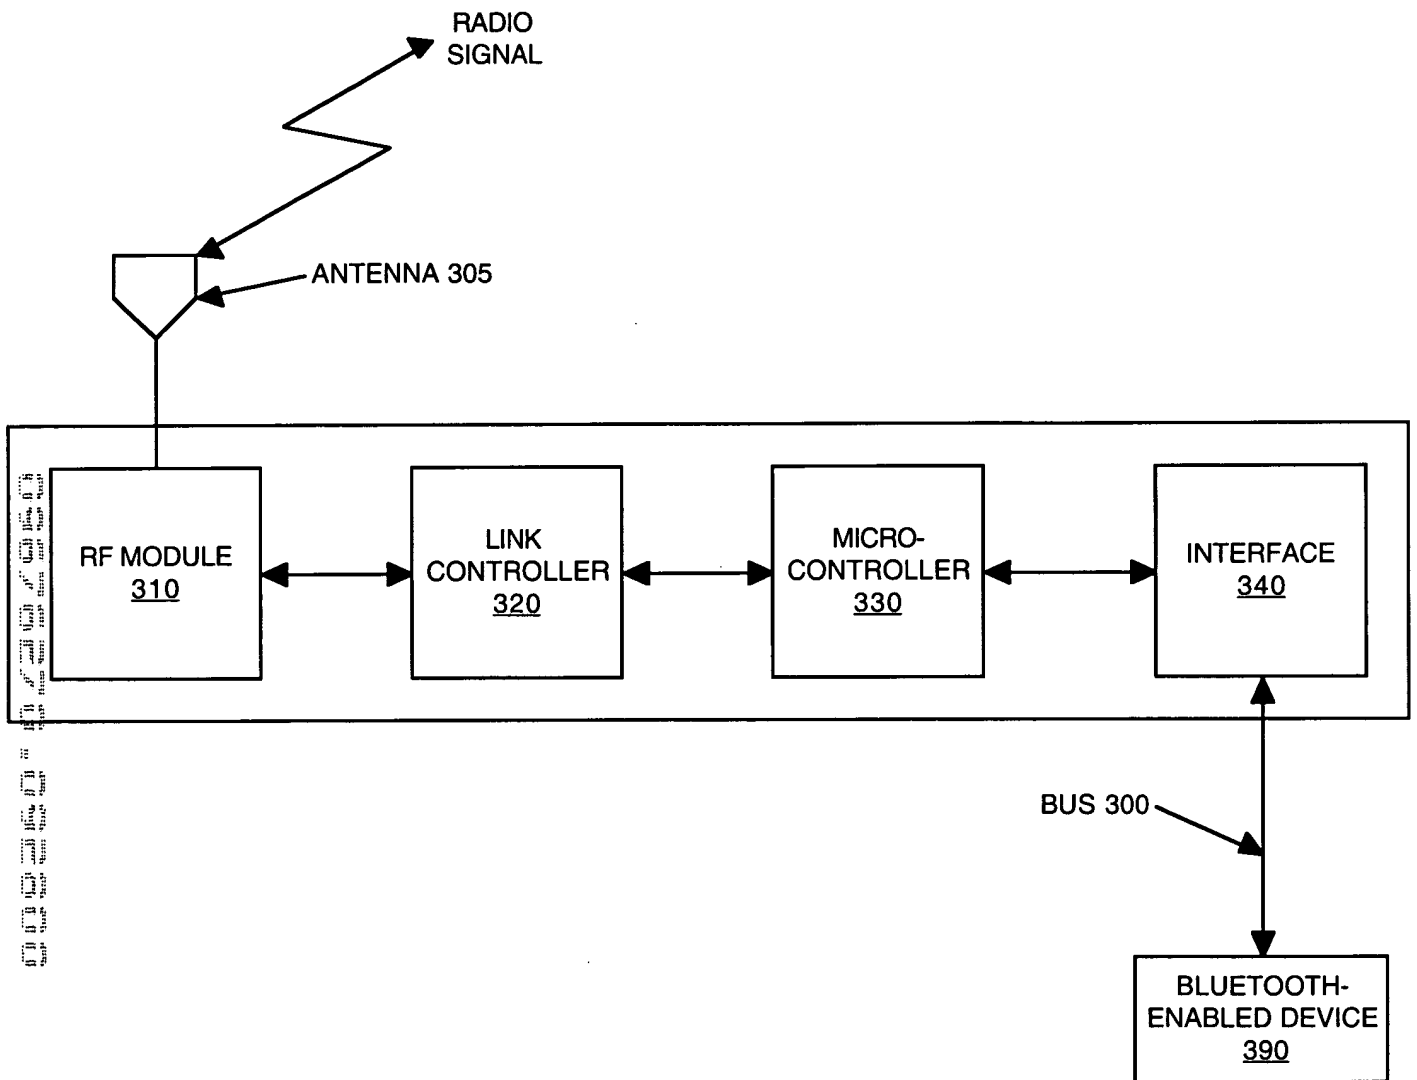 RADIO
SIGNAL
ANTENNA 305
RF MODULE
310
LINK
CONTROLLER
320
MICRO-
CONTROLLER
330
INTERFACE
340
BUS 300
BLUETOOTH-
ENABLED DEVICE
390